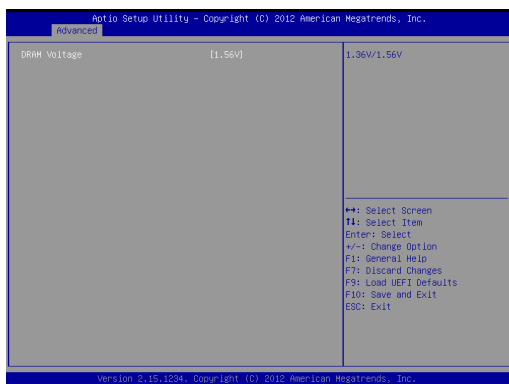 Aptio Setup Utility – Copyright (C) 2012 American Megatrends, Inc.
Advanced
DRAM Voltage [1.56V]
1.36V/1.56V
↔: Select Screen
↑↓: Select Item
Enter: Select
+/-: Change Option
F1: General Help
F7: Discard Changes
F9: Load UEFI Defaults
F10: Save and Exit
ESC: Exit
Version 2.15.1234. Copyright (C) 2012 American Megatrends, Inc.